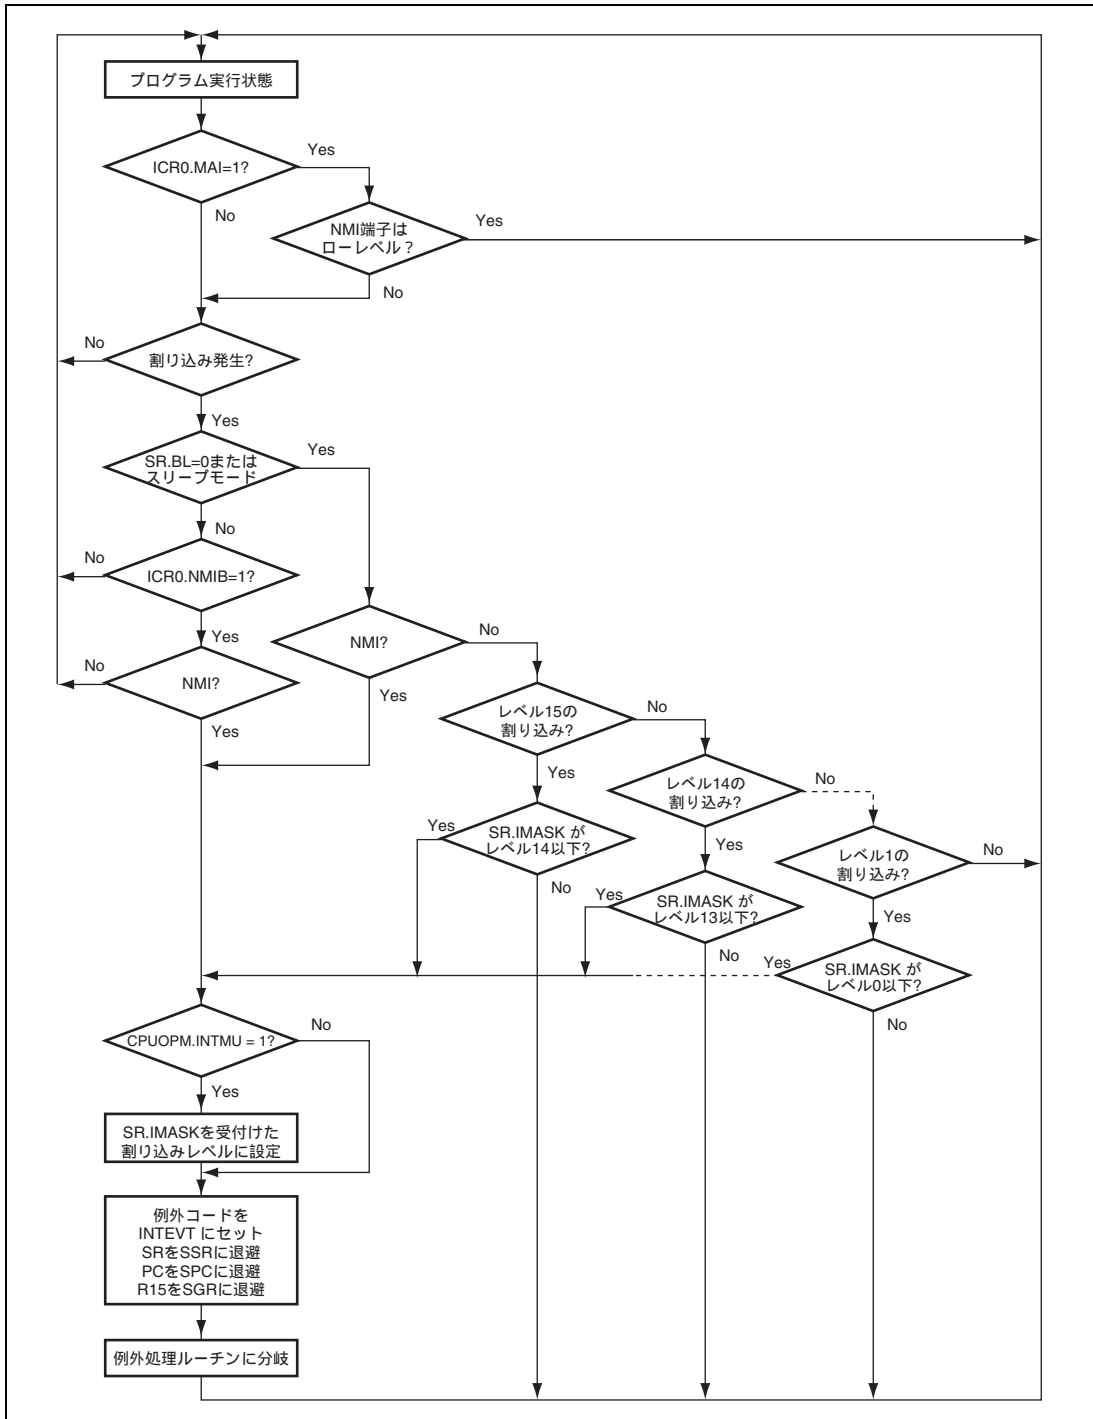 プログラム実行状態
ICR0.MAI=1?
Yes
No
NMI端子は
ローレベル？
Yes
No
割り込み発生?
No
Yes
SR.BL=0または
スリープモード
Yes
No
ICR0.NMIB=1?
No
Yes
NMI?
No
Yes
NMI?
No
Yes
レベル15の
割り込み?
No
Yes
レベル14の
割り込み?
No
Yes
SR.IMASK が
レベル14以下?
Yes
No
レベル1の
割り込み?
No
Yes
SR.IMASK が
レベル13以下?
Yes
No
SR.IMASK が
レベル0以下?
Yes
No
CPUOPM.INTMU = 1?
No
Yes
SR.IMASKを受付けた
割り込みレベルに設定
例外コードを
INTEVT にセット
SRをSSRに退避
PCをSPCに退避
R15をSGRに退避
例外処理ルーチンに分岐